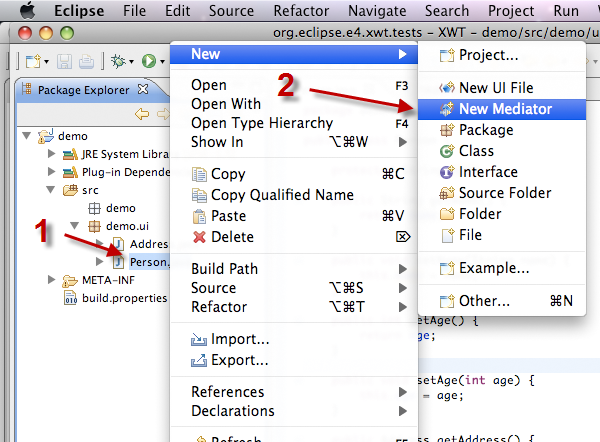 Eclipse File Edit Source Refactor Navigate Search Project Run
org.eclipse.e4.xwt.tests - XWT - demo/src/demo/u
Package Explorer
demo
JRE System Libra
Plug-in Depende
src
demo
demo.ui
1
Addres
Person.
META-INF
build.properties
New
Open F3
Open With
Open Type Hierarchy F4
Show In ⌥⌘W
Copy ⌘C
Copy Qualified Name
Paste ⌘V
Delete ⌦
Build Path
Source ⌥⌘S
Refactor ⌥⌘T
Import...
Export...
References
Declarations
Refresh F5
2
Project...
New UI File
New Mediator
Package
Class
Interface
Source Folder
Folder
File
Example...
Other... ⌘N
etAge() {
ge;
setAge(int age) {
= age;
ss getAddress() {